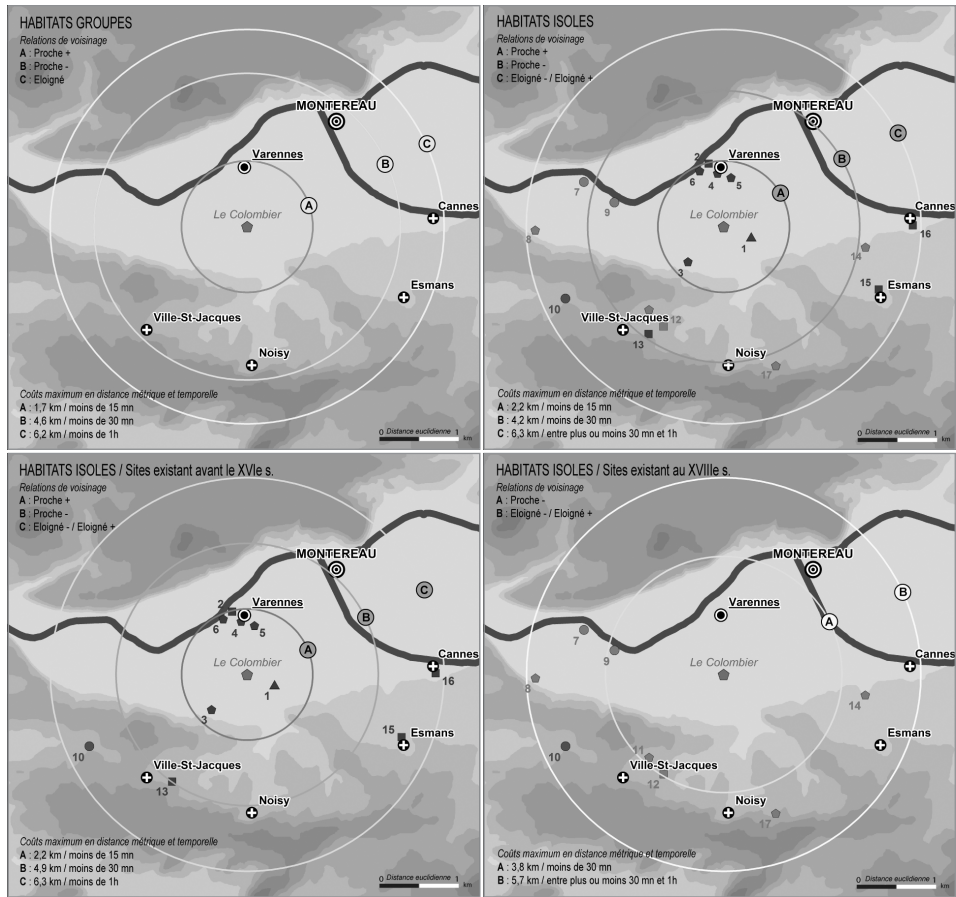 HABITATS GROUPES
Relations de voisinage
A : Proche +
B : Proche -
C : Eloigné
MONTEREAU
C
B
Varennes
A
Cannes
Le Colombier
Esmans
Ville-St-Jacques
Noisy
Coûts maximum en distance métrique et temporelle
A : 1,7 km / moins de 15 mn
B : 4,6 km / moins de 30 mn
C : 6,2 km / moins de 1h
0 Distance euclidienne 1
km
HABITATS ISOLES
Relations de voisinage
A : Proche +
B : Proche -
C : Eloigné - / Eloigné +
MONTEREAU
C
2
Varennes
B
6
4
5
7
A
9
Cannes
Le Colombier
16
8
1
14
3
15
Esmans
10
Ville-St-Jacques
12
13
Noisy
17
Coûts maximum en distance métrique et temporelle
A : 2,2 km / moins de 15 mn
B : 4,2 km / moins de 30 mn
C : 6,3 km / entre plus ou moins 30 mn et 1h
0 Distance euclidienne 1
km
HABITATS ISOLES / Sites existant avant le XVIe s.
Relations de voisinage
A : Proche +
B : Proche -
C : Eloigné - / Eloigné +
MONTEREAU
C
2
Varennes
B
6
4
5
A
Cannes
Le Colombier
16
1
3
15
Esmans
10
Ville-St-Jacques
13
Noisy
Coûts maximum en distance métrique et temporelle
A : 2,2 km / moins de 15 mn
B : 4,9 km / moins de 30 mn
C : 6,3 km / moins de 1h
0 Distance euclidienne 1
km
HABITATS ISOLES / Sites existant au XVIIIe s.
Relations de voisinage
A : Proche -
B : Eloigné - / Eloigné +
MONTEREAU
B
Varennes
A
7
9
Cannes
Le Colombier
8
14
Esmans
10
11
Ville-St-Jacques
12
Noisy
17
Coûts maximum en distance métrique et temporelle
A : 3,8 km / moins de 30 mn
B : 5,7 km / entre plus ou moins 30 mn et 1h
0 Distance euclidienne 1
km